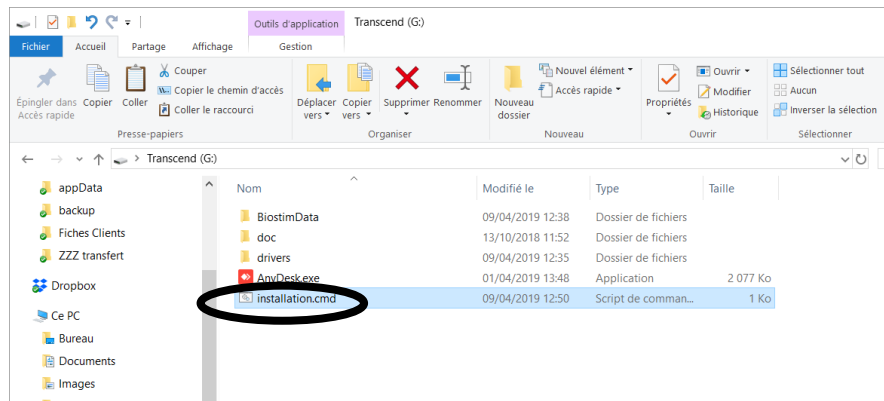 Outils d'application Transcend (G:)
Fichier Accueil Partage Affichage Gestion
Épingler dans Accès rapide
Copier
Coller
Couper
Copier le chemin d'accès
Coller le raccourci
Presse-papiers
Déplacer vers
Copier vers
Supprimer
Renommer
Organiser
Nouveau dossier
Nouvel élément
Accès rapide
Nouveau
Propriétés
Ouvrir
Modifier
Historique
Ouvrir
Sélectionner tout
Aucun
Inverser la sélection
Sélectionner
Transcend (G:)
appData
backup
Fiches Clients
ZZZ transfert
Dropbox
Ce PC
Bureau
Documents
Images
Nom Modifié le Type Taille
BiostimData 09/04/2019 12:38 Dossier de fichiers
doc 13/10/2018 11:52 Dossier de fichiers
drivers 09/04/2019 12:35 Dossier de fichiers
AnyDesk.exe 01/04/2019 13:48 Application 2 077 Ko
installation.cmd 09/04/2019 12:50 Script de comman... 1 Ko